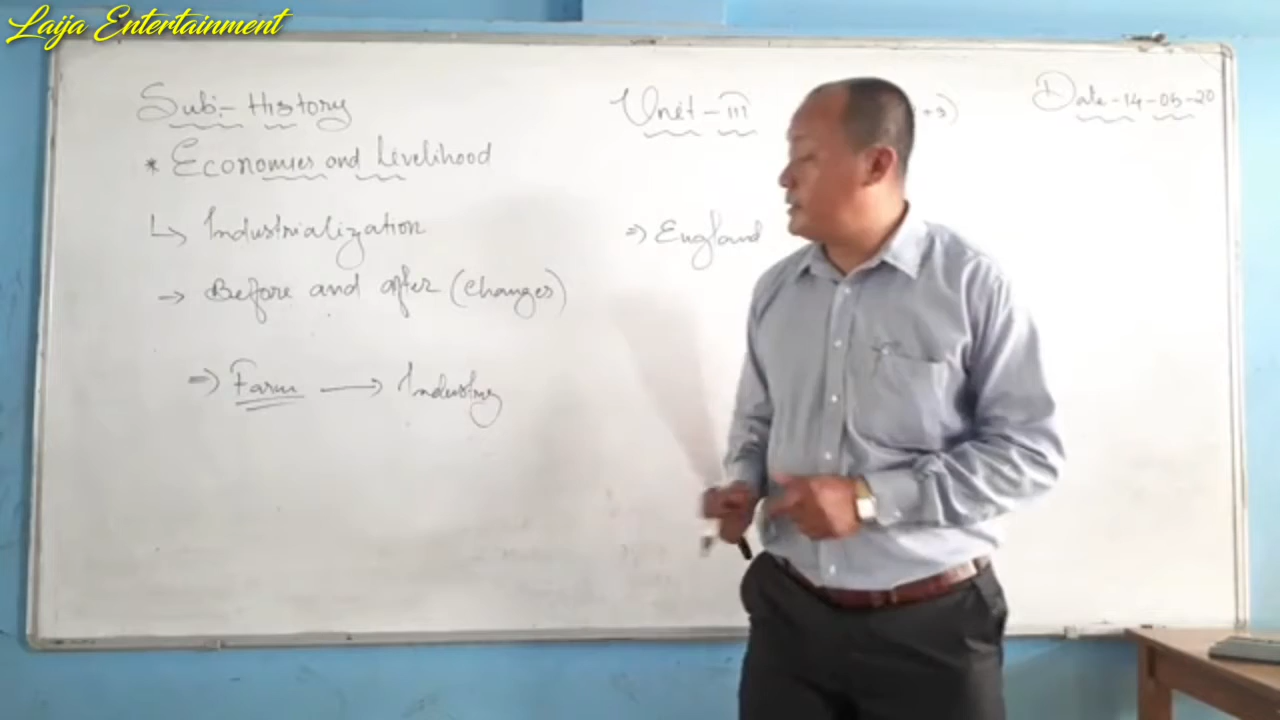 Laija Entertainment
Sub:- History Unit-III +3) Date-14-05-20
* Economies and Livelihood
↳ Industrialization ⇒ England
→ Before and after (changes)
⇒ Farm → Industry